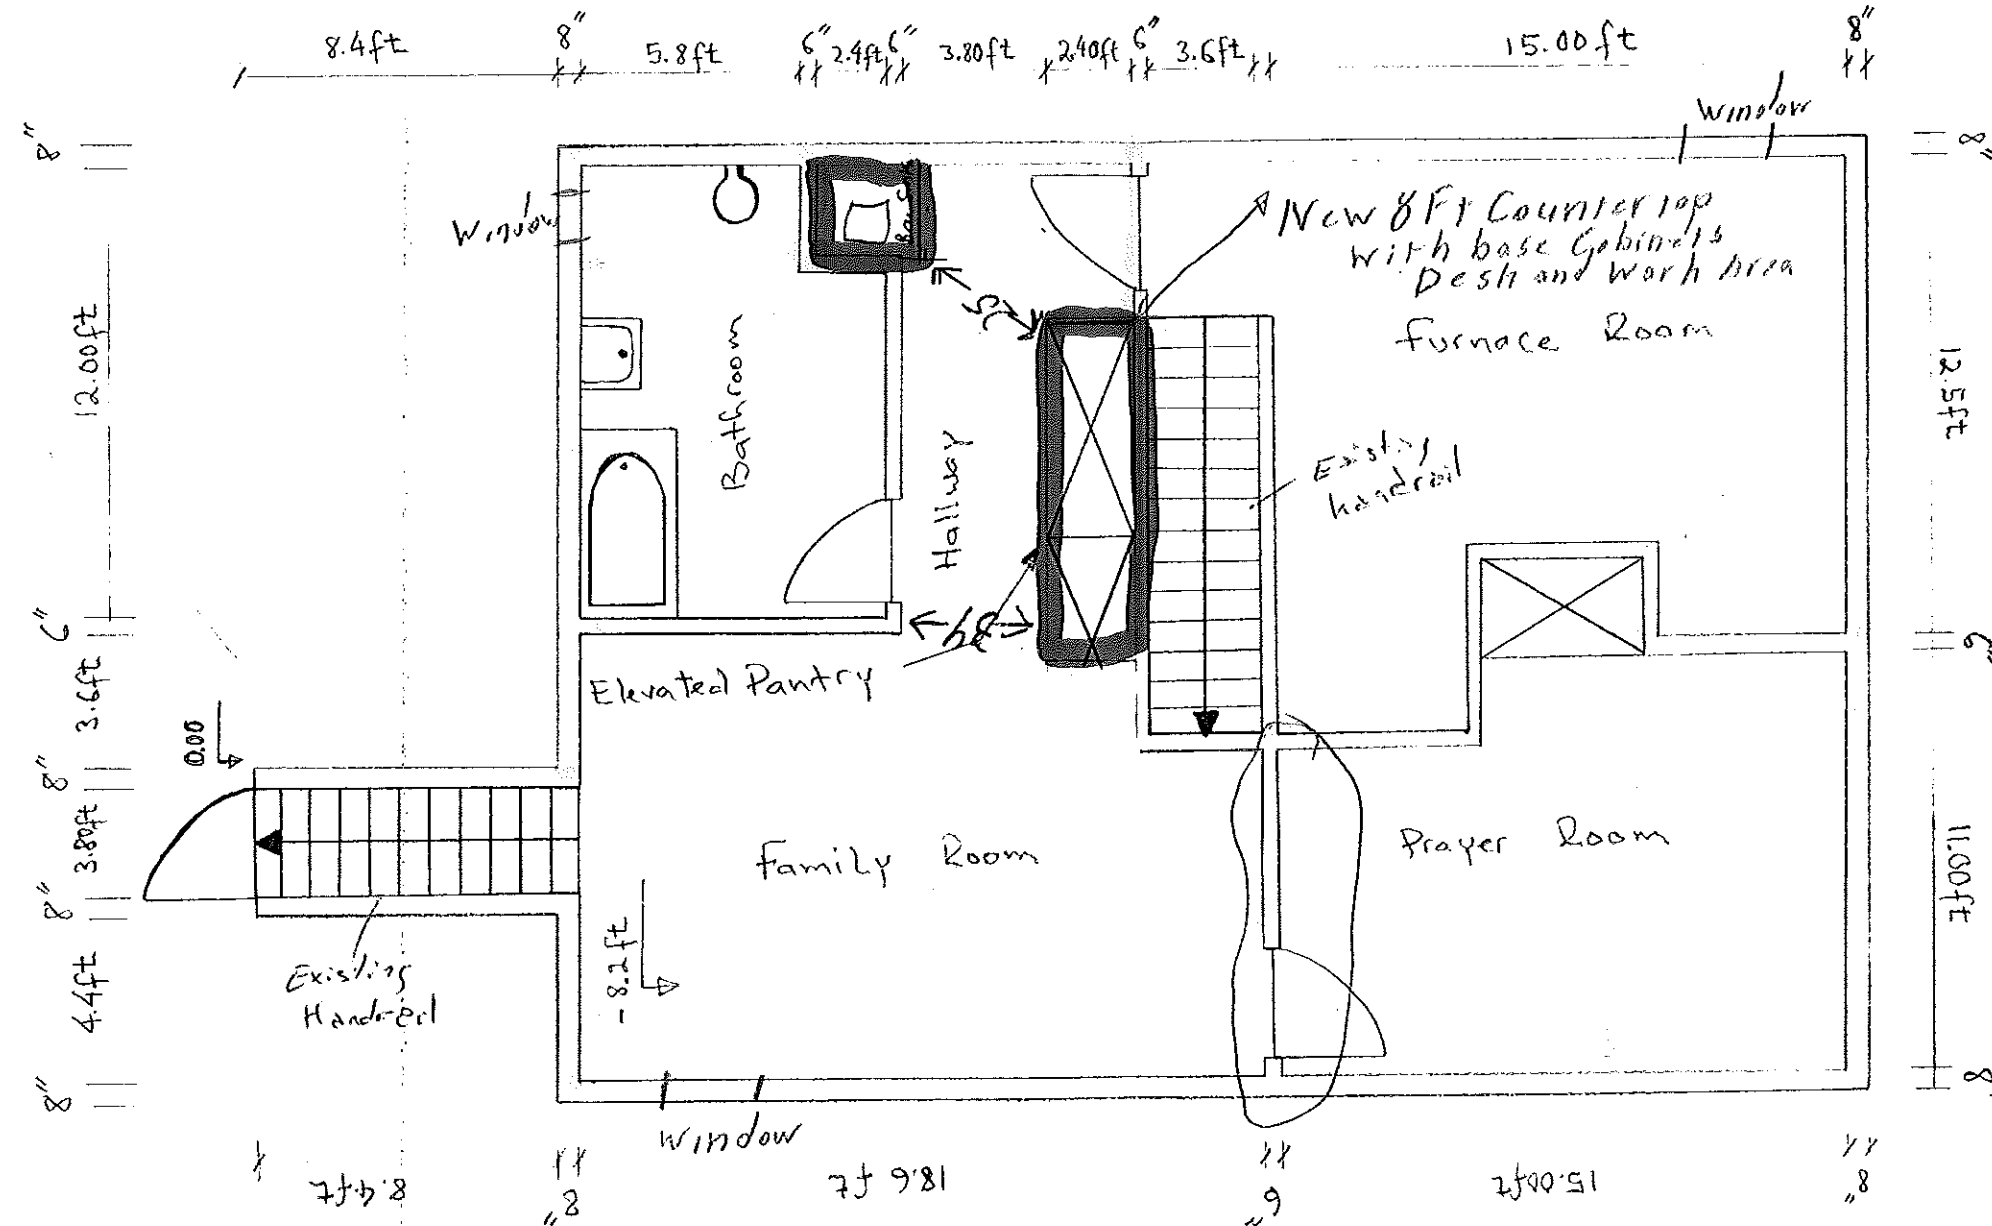 8.4ft
8"
5.8ft
6"
2.4ft
6"
3.80ft
2.40ft
6"
3.6ft
15.00ft
8"
Window
8"
8"
Window
New 8Ft Countertop
with base Cabinets
Desk and Work Area
Furnace Room
12.00ft
Bathroom
Hallway
Existing
handrail
12.5ft
6"
6"
3.6ft
Elevated Pantry
0.00
8"
3.80ft
8"
Family Room
Prayer Room
11.00ft
-8.2ft
Existing
Handrail
4.4ft
8"
8"
Window
8.4ft
8"
18.6 ft
6"
15.00ft
8"